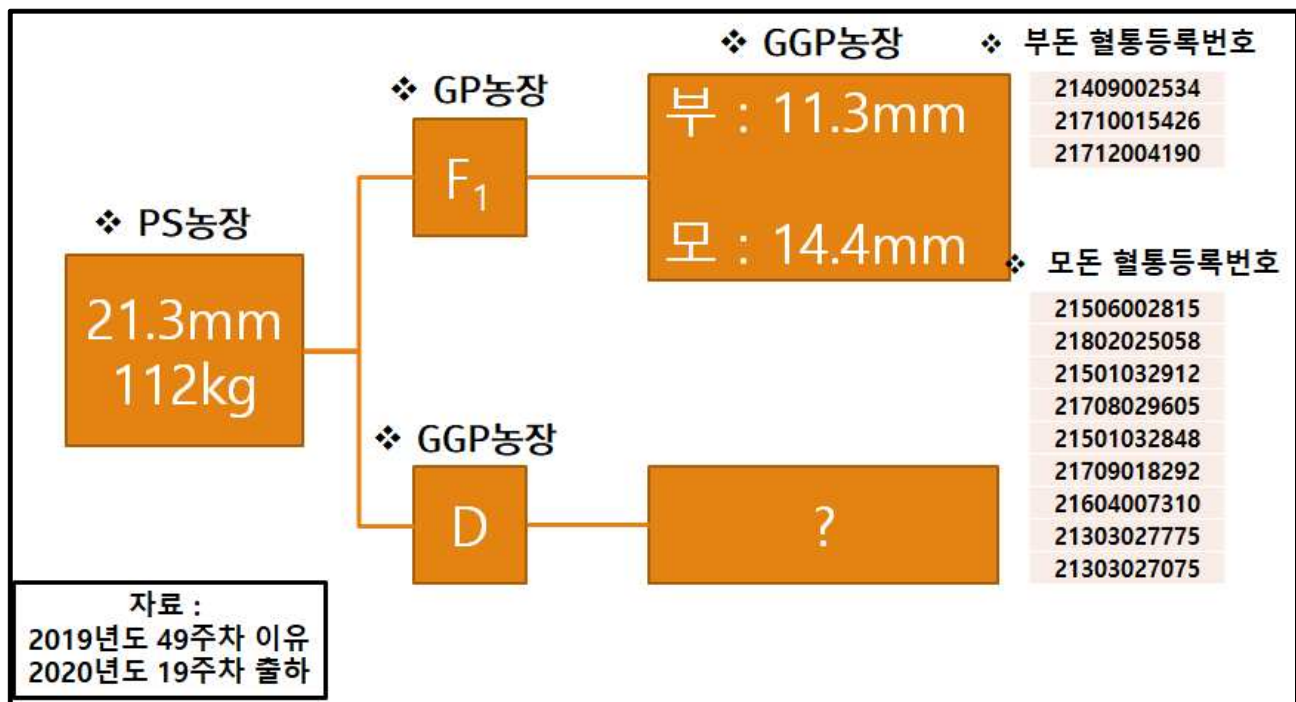 ❖ GGP농장
❖ 부돈 혈통등록번호
21409002534
21710015426
21712004190
❖ GP농장
부 : 11.3mm
F₁
❖ PS농장
모 : 14.4mm
❖ 모돈 혈통등록번호
21.3mm
112kg
21506002815
21802025058
21501032912
21708029605
21501032848
21709018292
21604007310
21303027775
21303027075
❖ GGP농장
D
?
자료 :
2019년도 49주차 이유
2020년도 19주차 출하